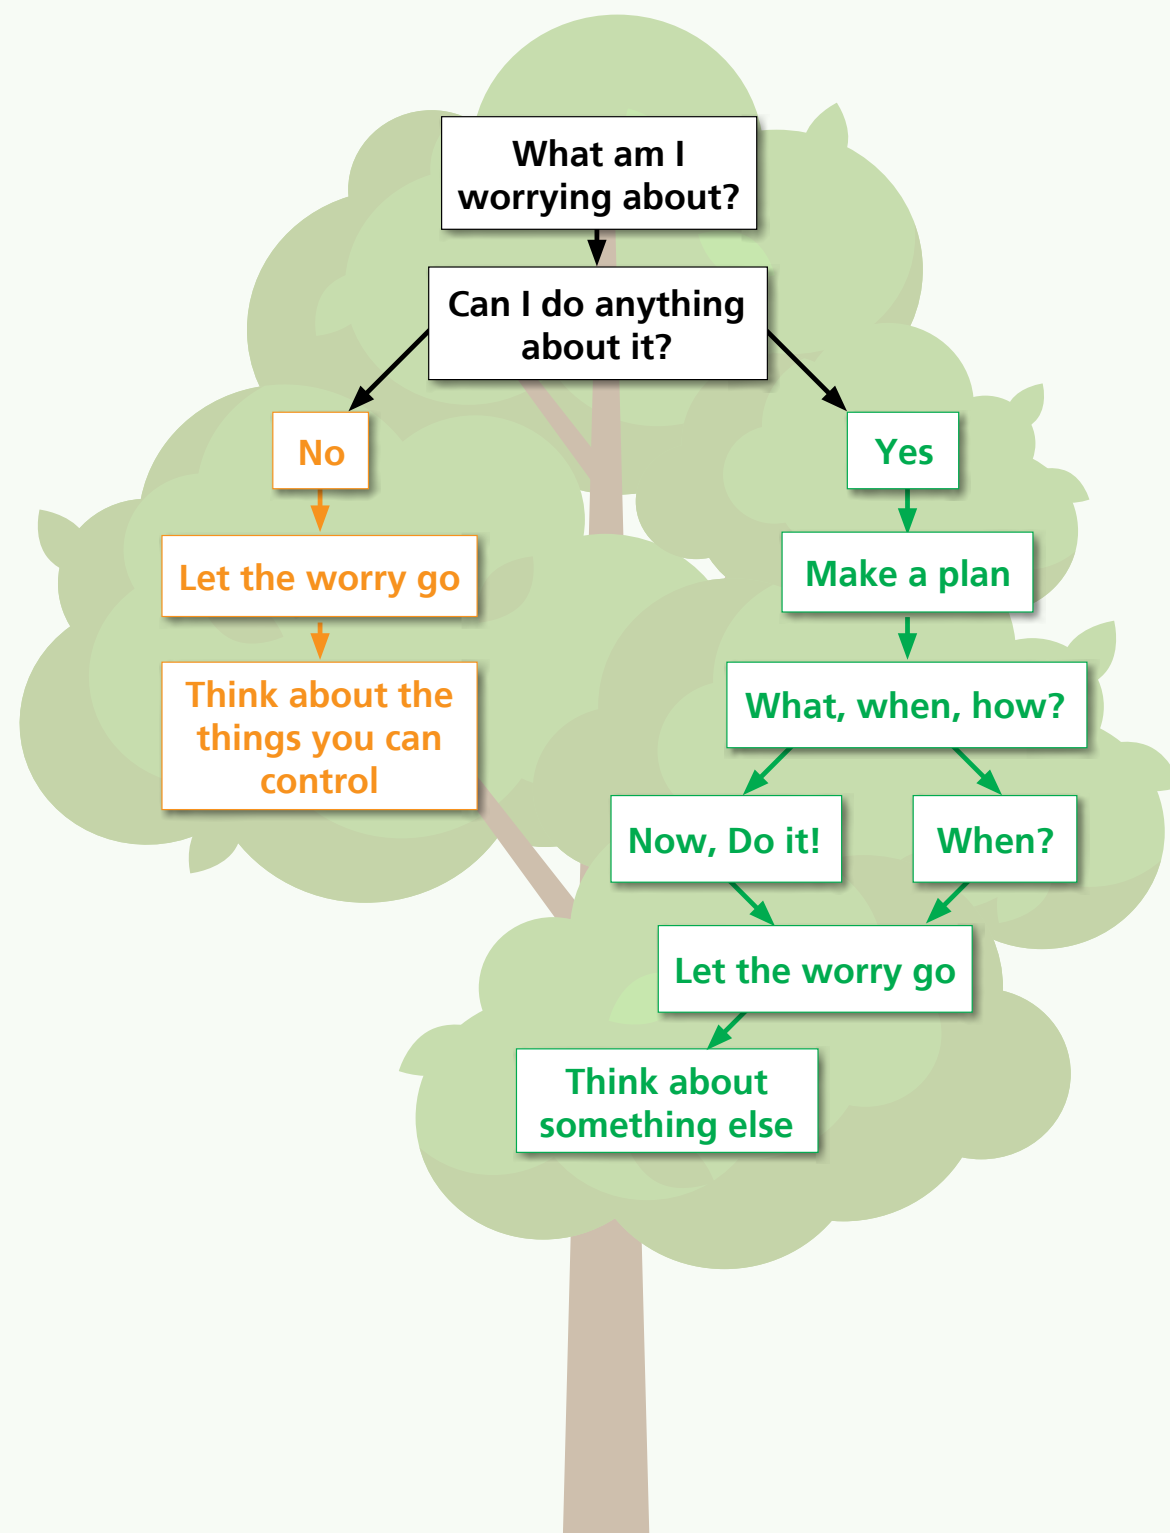 What am I
worrying about?
Can I do anything
about it?
No
Let the worry go
Think about the
things you can
control
Yes
Make a plan
What, when, how?
Now, Do it!
When?
Let the worry go
Think about
something else